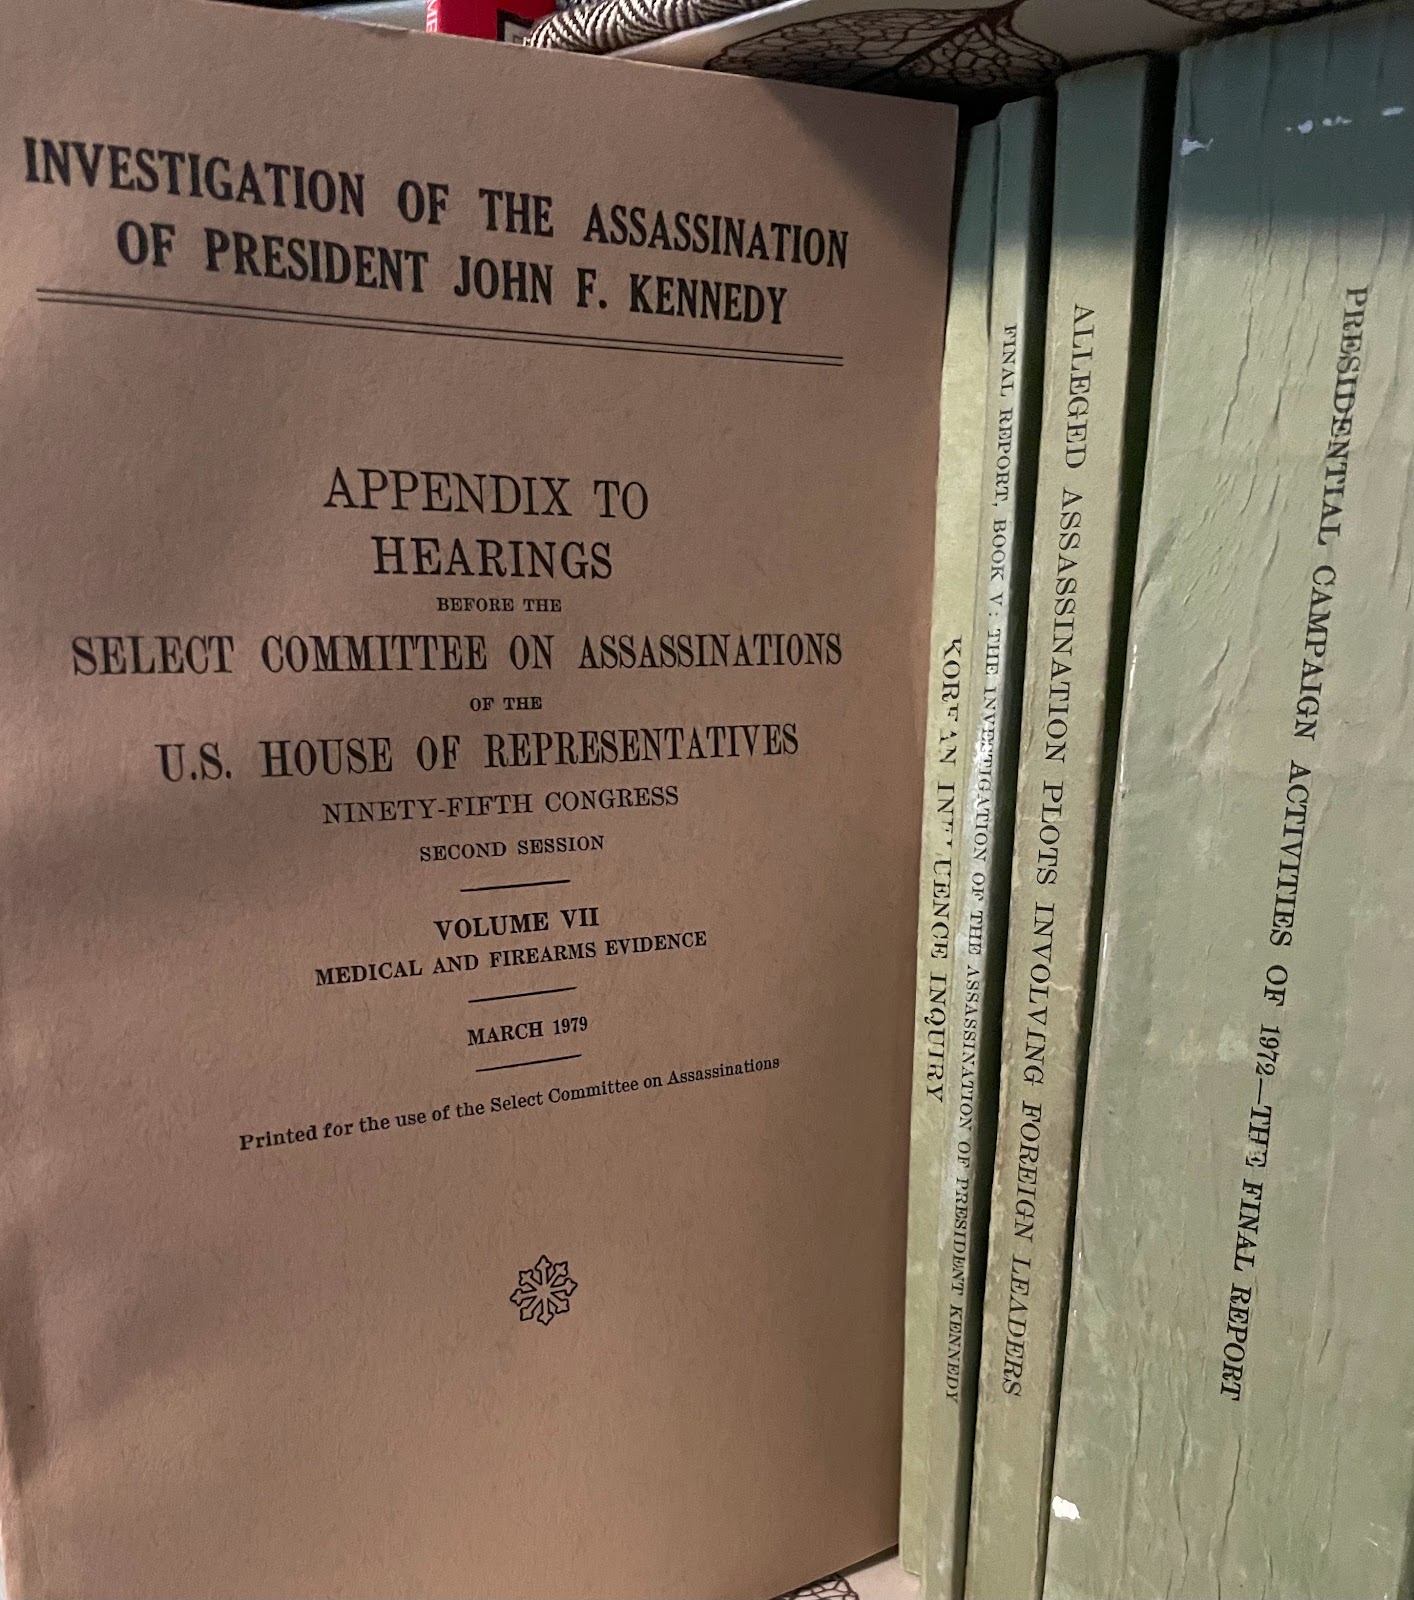 INVESTIGATION OF THE ASSASSINATION
OF PRESIDENT JOHN F. KENNEDY
APPENDIX TO
HEARINGS
BEFORE THE
SELECT COMMITTEE ON ASSASSINATIONS
OF THE
U.S. HOUSE OF REPRESENTATIVES
NINETY-FIFTH CONGRESS
SECOND SESSION
VOLUME VII
MEDICAL AND FIREARMS EVIDENCE
MARCH 1979
Printed for the use of the Select Committee on Assassinations
KOREAN INFLUENCE INQUIRY
FINAL REPORT, BOOK V: THE INVESTIGATION OF THE ASSASSINATION OF PRESIDENT KENNEDY
ALLEGED ASSASSINATION PLOTS INVOLVING FOREIGN LEADERS
PRESIDENTIAL CAMPAIGN ACTIVITIES OF 1972—THE FINAL REPORT